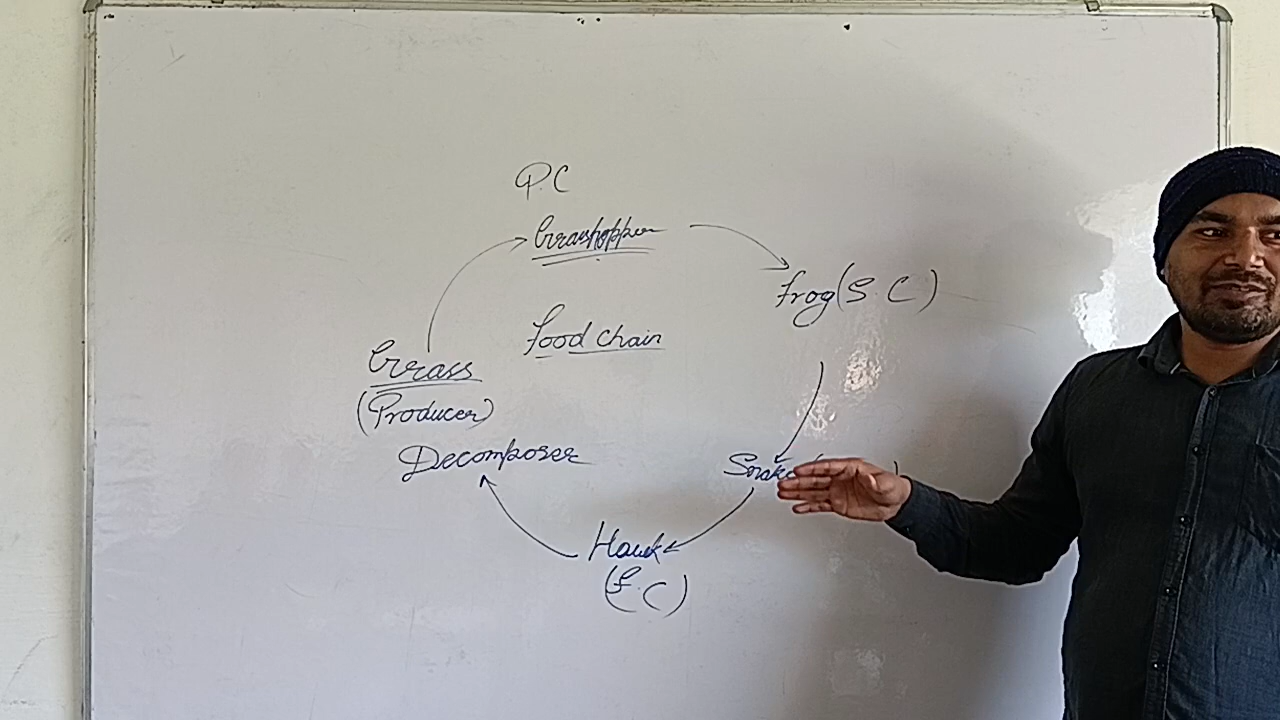 P.C
Grasshopper
Frog (S.C)
Food chain
Grass
(Producer)
Decomposer
Snake
Hawk
(F.C)